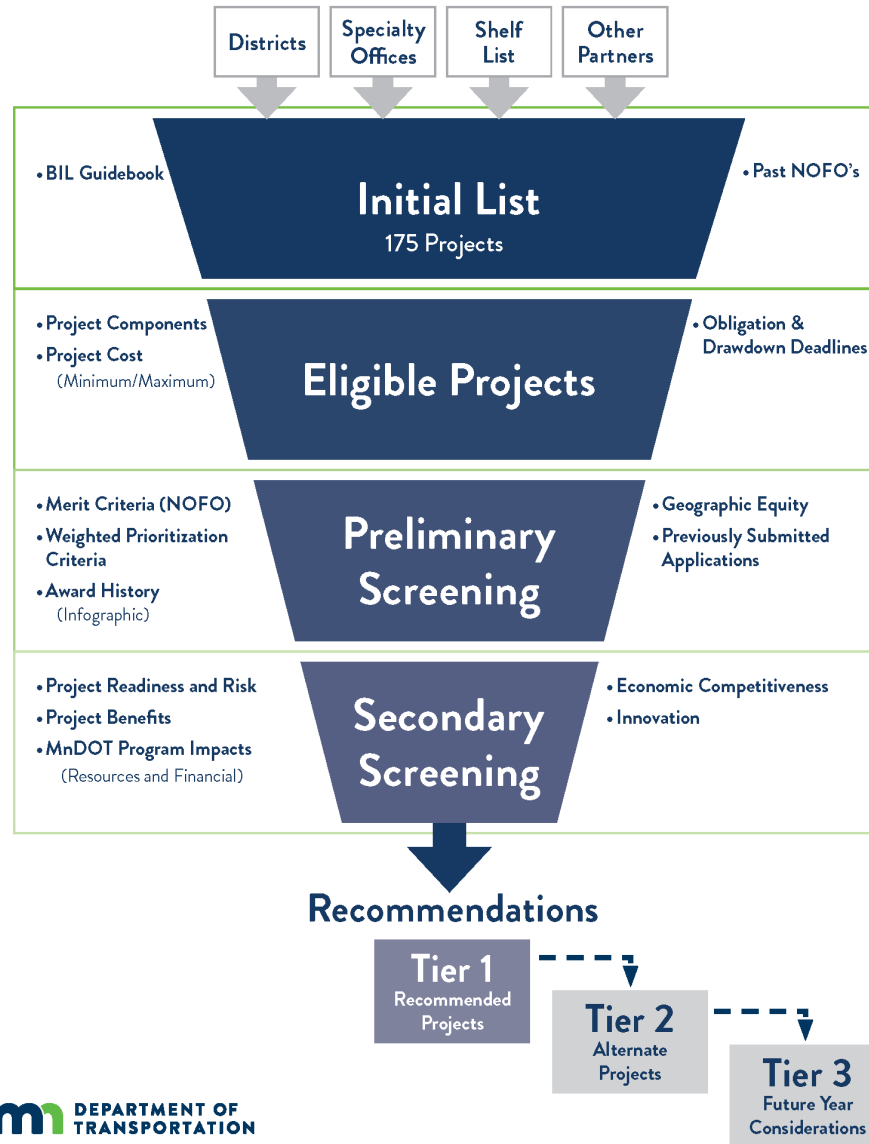 Districts
Specialty
Offices
Shelf
List
Other
Partners
• BIL Guidebook
Initial List
175 Projects
• Past NOFO's
• Project Components
• Project Cost
(Minimum/Maximum)
Eligible Projects
• Obligation &
Drawdown Deadlines
• Merit Criteria (NOFO)
• Weighted Prioritization
Criteria
• Award History
(Infographic)
Preliminary
Screening
• Geographic Equity
• Previously Submitted
Applications
• Project Readiness and Risk
• Project Benefits
• MnDOT Program Impacts
(Resources and Financial)
Secondary
Screening
• Economic Competitiveness
• Innovation
Recommendations
Tier 1
Recommended
Projects
Tier 2
Alternate
Projects
Tier 3
Future Year
Considerations
mn DEPARTMENT OF
TRANSPORTATION